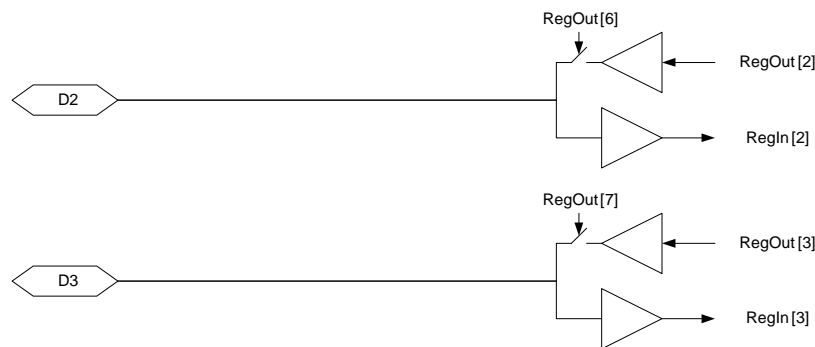 RegOut[6]
RegOut[2]
D2
RegIn[2]
RegOut[7]
RegOut[3]
D3
RegIn[3]